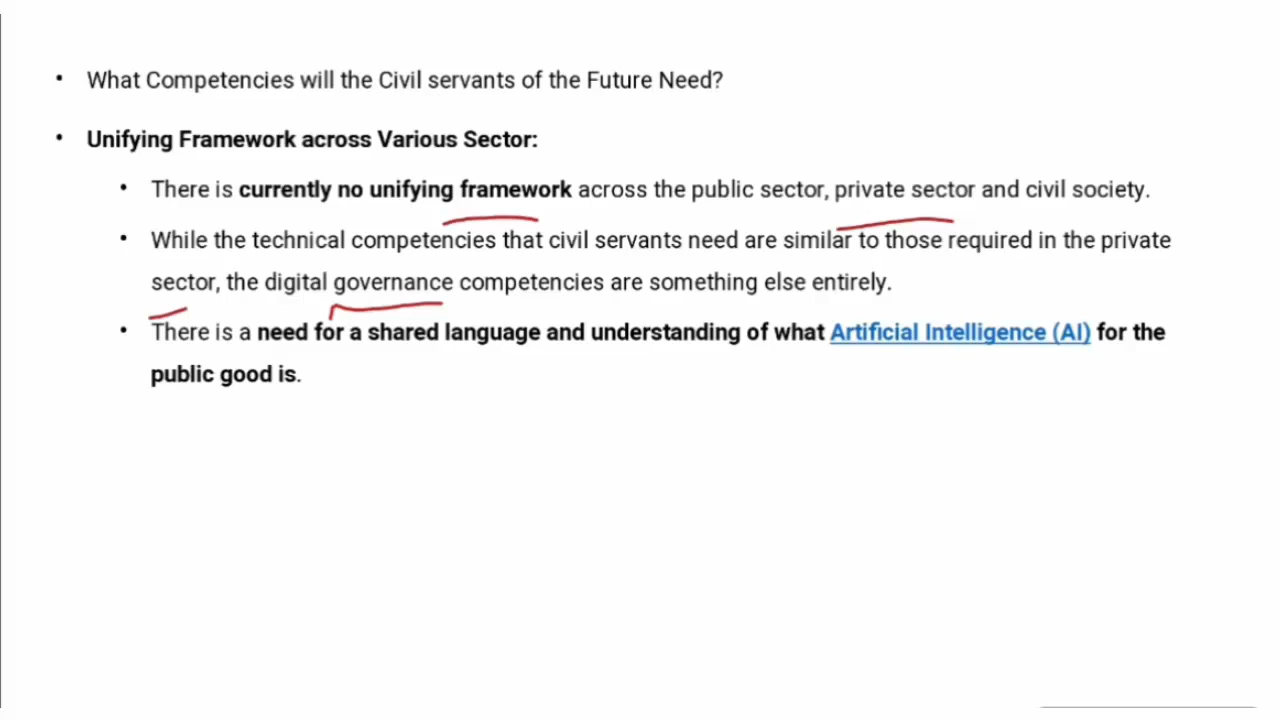 • What Competencies will the Civil servants of the Future Need?
• Unifying Framework across Various Sector:
• There is currently no unifying framework across the public sector, private sector and civil society.
• While the technical competencies that civil servants need are similar to those required in the private
sector, the digital governance competencies are something else entirely.
• There is a need for a shared language and understanding of what Artificial Intelligence (AI) for the
public good is.